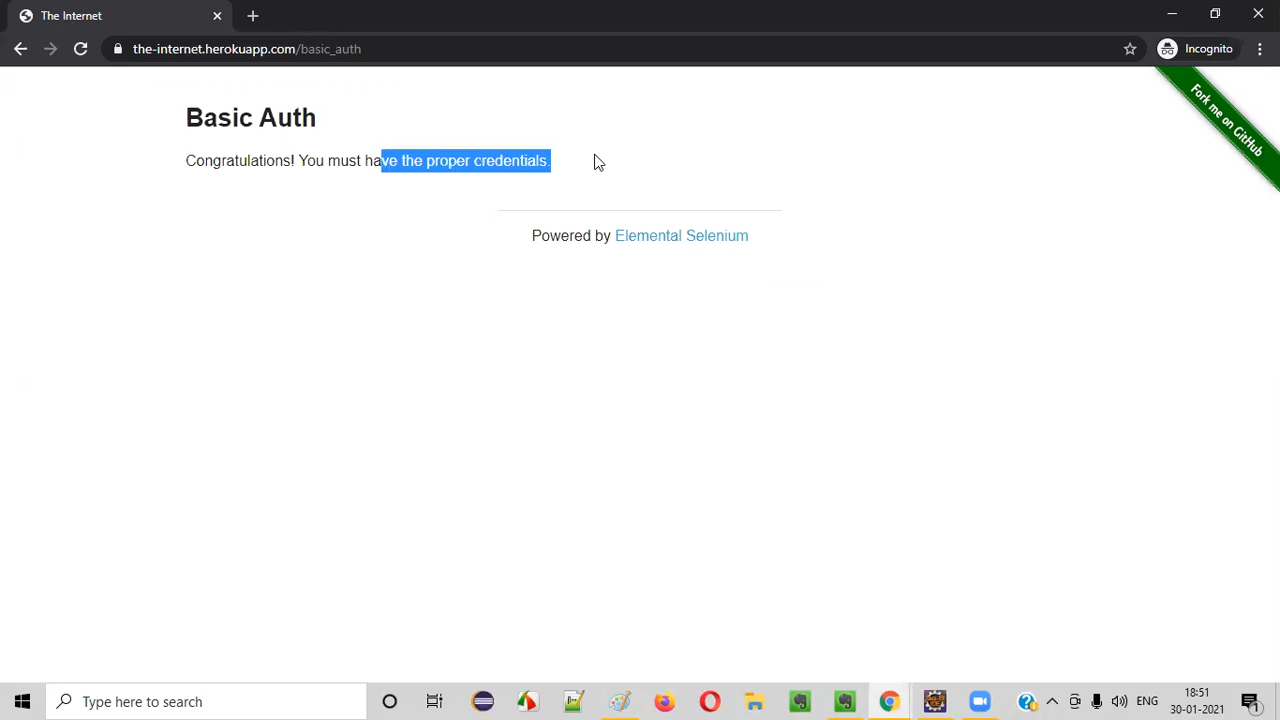 The Internet
the-internet.herokuapp.com/basic_auth
Incognito
Fork me on GitHub
Basic Auth
Congratulations! You must have the proper credentials.
Powered by Elemental Selenium
Type here to search
ENG
18:51
30-01-2021
1